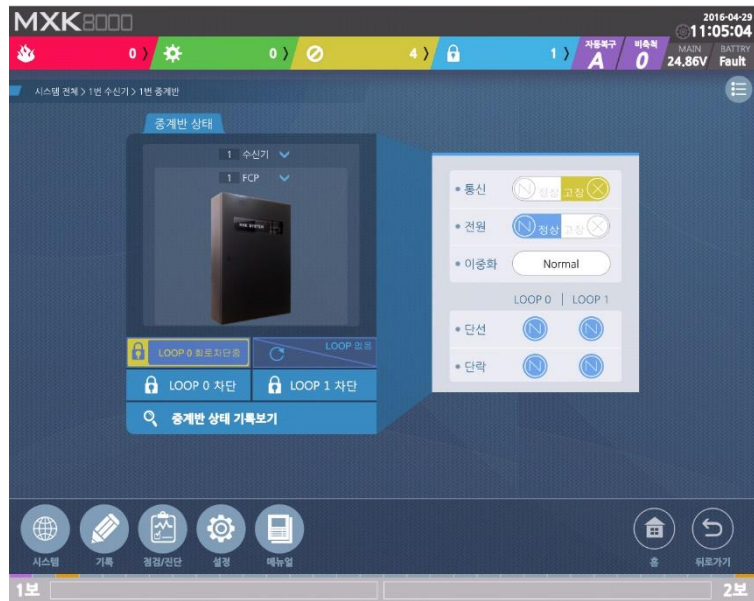 MXK8000
2016-04-29
11:05:04
0 〉 0 〉 4 〉 1 〉
자동복구 A
비축적 0
MAIN 24.86V
BATTRY Fault
시스템 전체 > 1번 수신기 > 1번 중계반
중계반 상태
1 수신기
1 FCP
MXK SYSTEM
통신 N 정상 고장 X
전원 N 정상 고장 X
이중화 Normal
LOOP 0 | LOOP 1
단선 N N
단락 N N
LOOP 0 회로차단중
LOOP 없음
LOOP 0 차단
LOOP 1 차단
중계반 상태 기록보기
시스템
기록
점검/진단
설정
메뉴얼
홈
뒤로가기
1보
2보